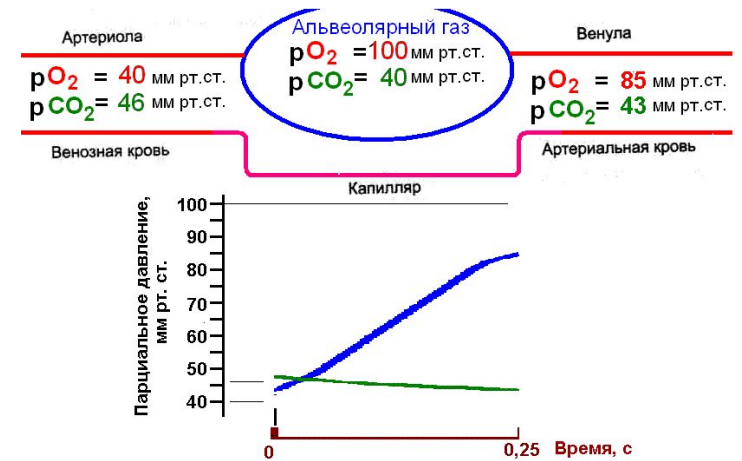 Альвеолярный газ
pO2 =100 мм рт.ст.
pCO2= 40 мм рт.ст.
Артериола
pO2 = 40 мм рт.ст.
pCO2= 46 мм рт.ст.
Венозная кровь
Венула
pO2 = 85 мм рт.ст.
pCO2= 43 мм рт.ст.
Артериальная кровь
Капилляр
Парциальное давление,
мм рт. ст.
100
90
80
70
60
50
40
0
0,25 Время, с